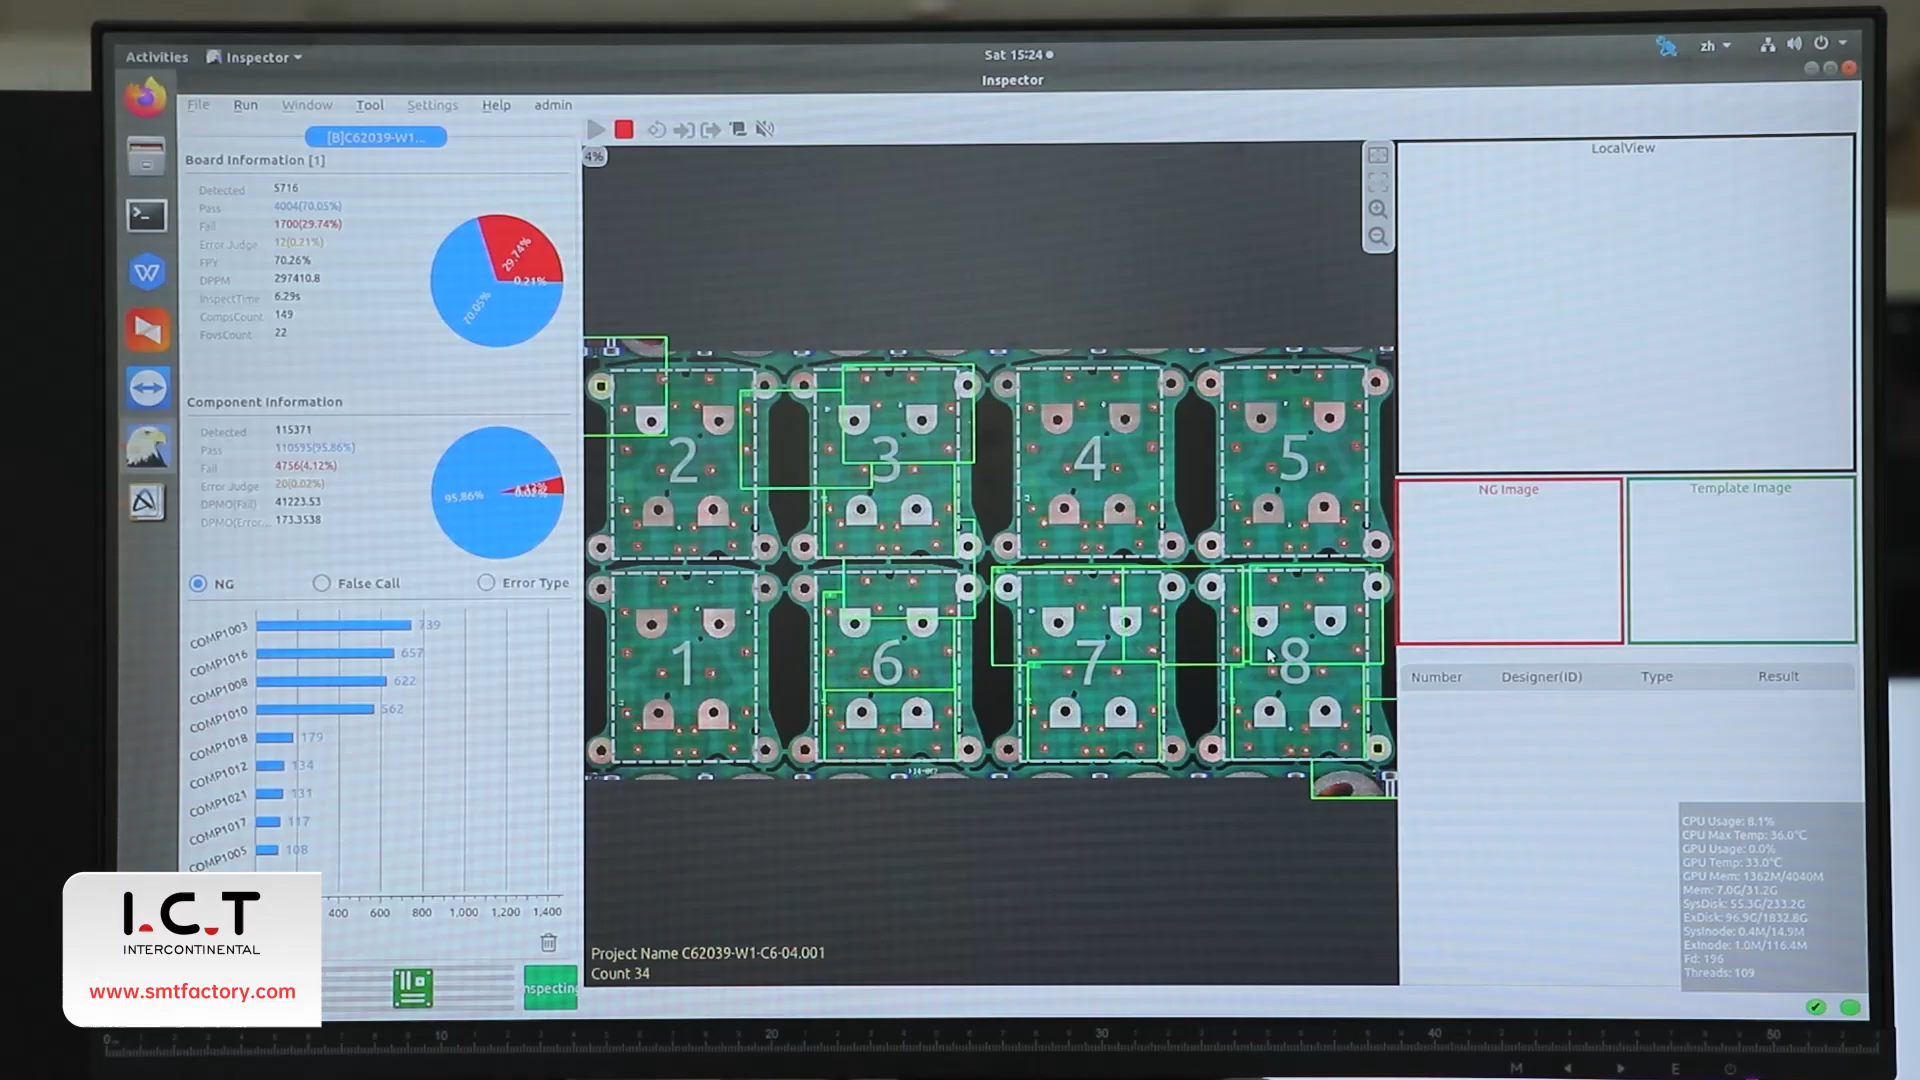 Activities
Inspector
Sat 15:24
zh
Inspector
File Run Window Tool Settings Help admin
[B]C62039-W1...
Board Information [1]
Detected 5716
Pass 4004(70.05%)
Fail 1700(29.74%)
Error Judge 12(0.21%)
FPY 70.26%
DPPM 297410.8
InspectTime 6.29s
CompsCount 149
FovsCount 22
29.74%
0.21%
70.05%
Component Information
Detected 115371
Pass 110595(95.86%)
Fail 4756(4.12%)
Error Judge 20(0.02%)
DPMO(Fail) 41223.53
DPMO(Error... 173.3538
95.86%
4.12%
0.02%
NG False Call Error Type
COMP1003 739
COMP1016 657
COMP1008 622
COMP1010 562
COMP1018 179
COMP1012 134
COMP1021 131
COMP1017 117
COMP1005 108
400 600 800 1,000 1,200 1,400
nspecting
4%
2 3 4 5
1 6 7 8
Project Name C62039-W1-C6-04.001
Count 34
LocalView
NG Image
Template Image
Number Designer(ID) Type Result
CPU Usage: 8.1%
CPU Max Temp: 36.0°C
GPU Usage: 0.0%
GPU Temp: 33.0°C
GPU Mem: 1362M/4040M
Mem: 7.0G/31.2G
SysDisk: 55.3G/233.2G
ExDisk: 96.9G/1832.8G
SysInode: 0.4M/14.9M
ExInode: 1.0M/116.4M
Fd: 196
Threads: 109
I.C.T
INTERCONTINENTAL
www.smtfactory.com
0 10 20 30 40 50
M E